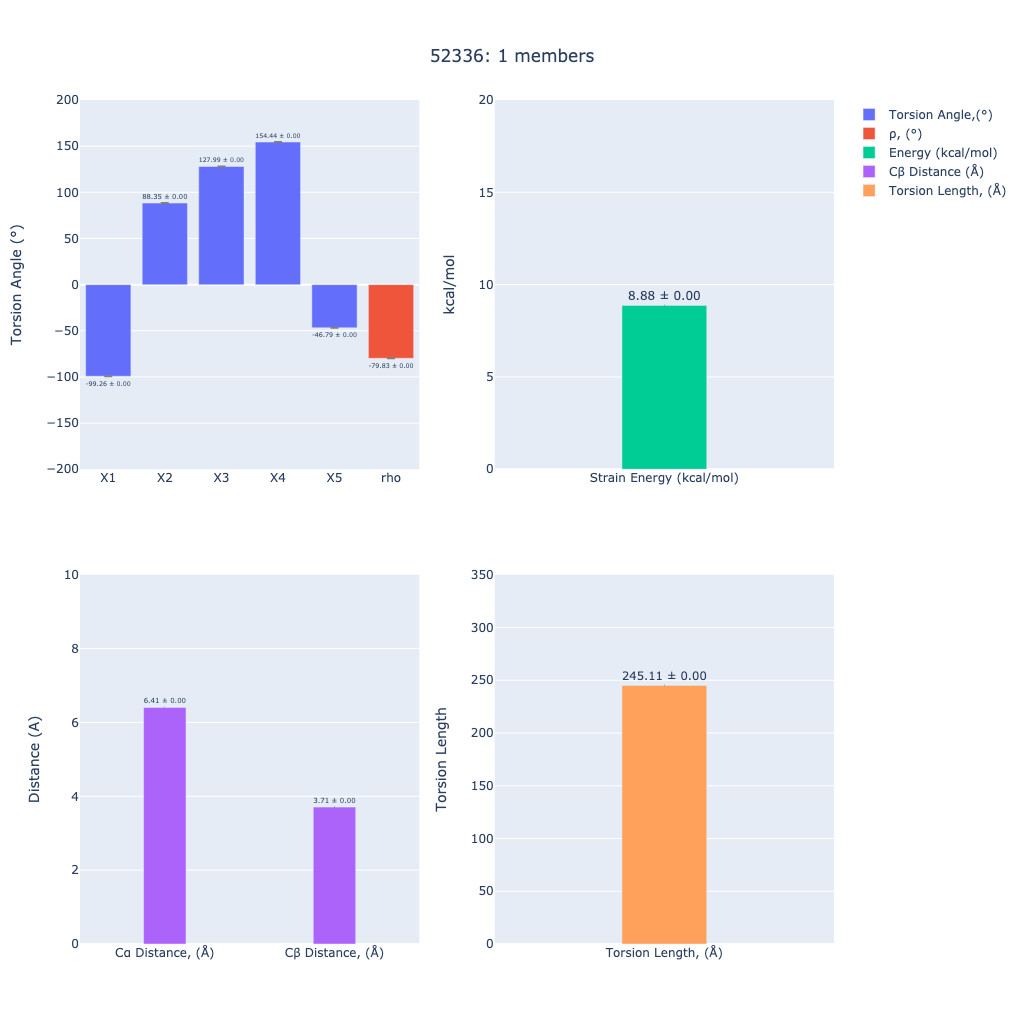 52336: 1 members
Torsion Angle (°)
200
150
100
50
0
−50
−100
−150
−200
-99.26 ± 0.00
88.35 ± 0.00
127.99 ± 0.00
154.44 ± 0.00
-46.79 ± 0.00
-79.83 ± 0.00
X1 X2 X3 X4 X5 rho
kcal/mol
20
15
10
5
0
8.88 ± 0.00
Strain Energy (kcal/mol)
Torsion Angle,(°)
ρ, (°)
Energy (kcal/mol)
Cβ Distance (Å)
Torsion Length, (Å)
Distance (A)
10
8
6
4
2
0
6.41 ± 0.00
3.71 ± 0.00
Cα Distance, (Å) Cβ Distance, (Å)
Torsion Length
350
300
250
200
150
100
50
0
245.11 ± 0.00
Torsion Length, (Å)